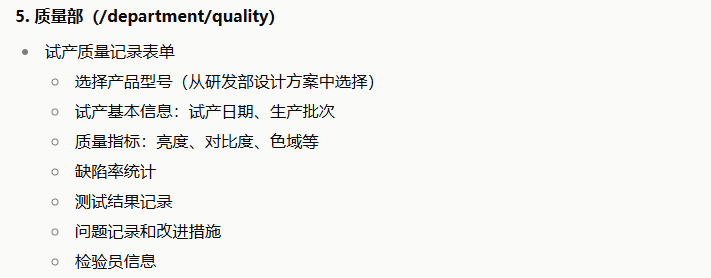 5. 质量部（/department/quality）
试产质量记录表单
选择产品型号（从研发部设计方案中选择）
试产基本信息：试产日期、生产批次
质量指标：亮度、对比度、色域等
缺陷率统计
测试结果记录
问题记录和改进措施
检验员信息